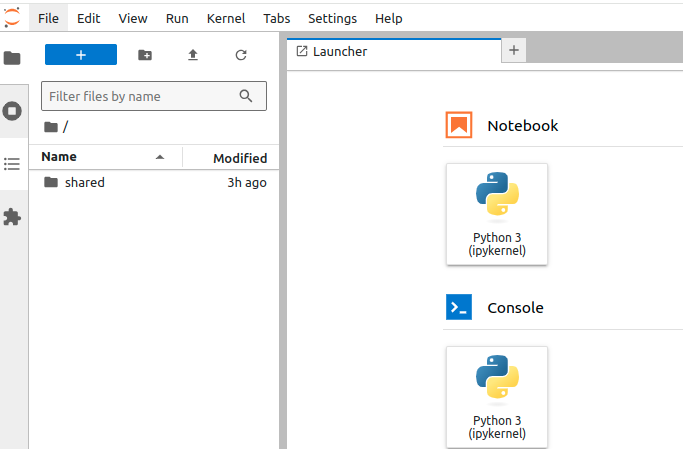 File Edit View Run Kernel Tabs Settings Help
+
Launcher
+
Filter files by name
/
Name Modified
shared 3h ago
Notebook
Python 3
(ipykernel)
Console
Python 3
(ipykernel)